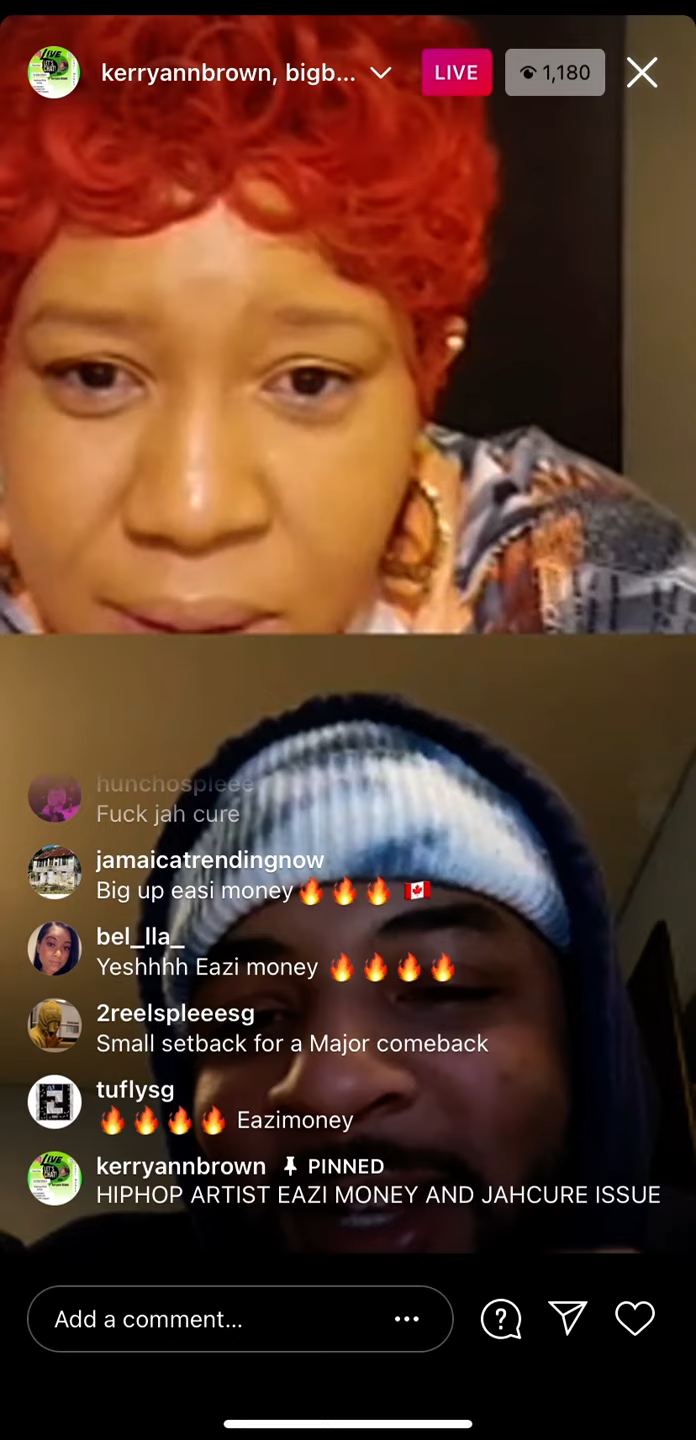 kerryannbrown, bigb...
LIVE
1,180
hunchospleee
Fuck jah cure
jamaicatrendingnow
Big up easi money🔥🔥🔥 🇨🇦
bel_lla_
Yeshhhh Eazi money 🔥🔥🔥🔥
2reelspleeesg
Small setback for a Major comeback
tuflysg
🔥🔥🔥🔥 Eazimoney
kerryannbrown PINNED
HIPHOP ARTIST EAZI MONEY AND JAHCURE ISSUE
Add a comment...